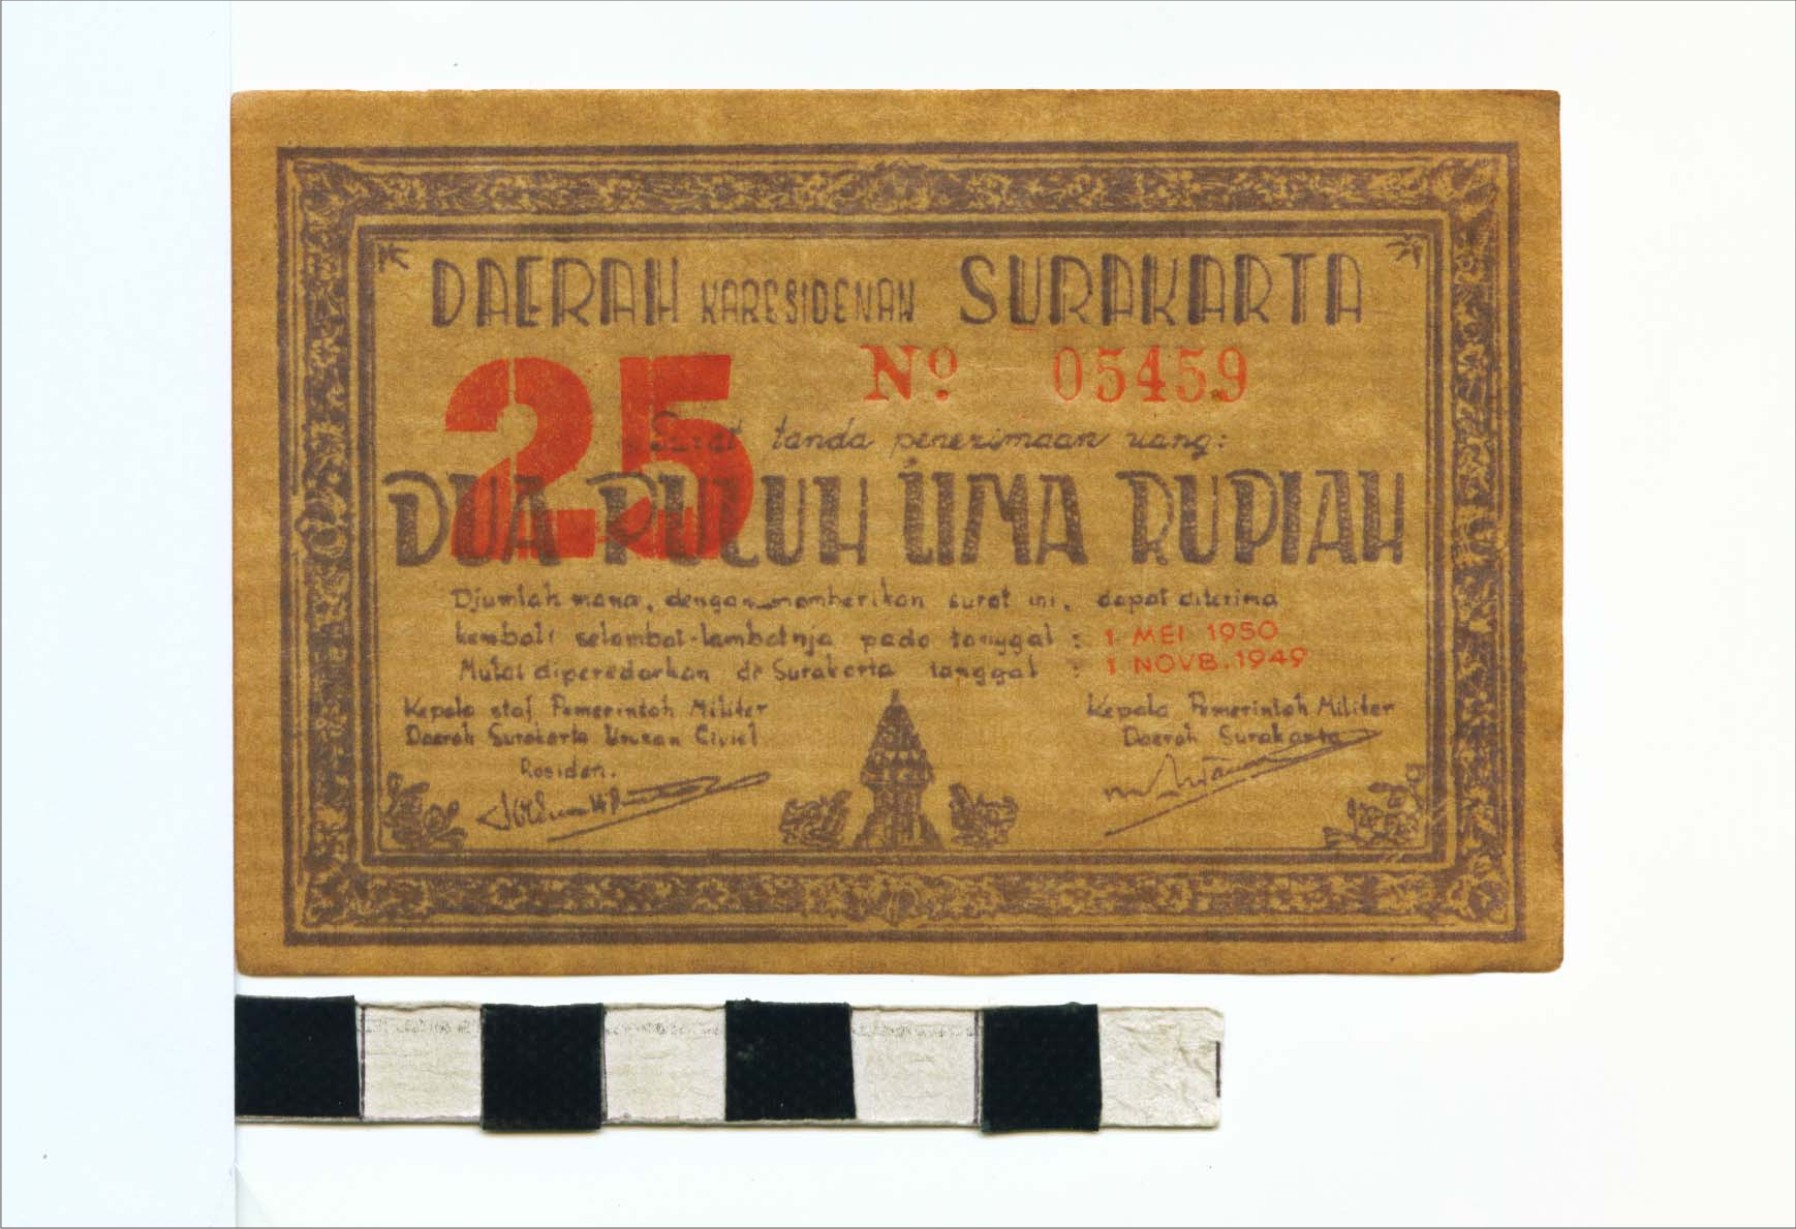 DAERAH KARESIDENAN SURAKARTA
25
No 05459
Surat tanda penerimaan uang:
DUA PULUH LIMA RUPIAH
Djumlah mana, dengan memberikan surat ini, dapat diterima
kembali selambat-lambatnja pada tanggal : 1 MEI 1950
Mulai diperedarkan di Surakarta tanggal : 1 NOVB. 1949
Kepala staf Pemerintah Militer
Daerah Surakarta Urusan Civiel
Residen.
Kepala Pemerintah Militer
Daerah Surakarta